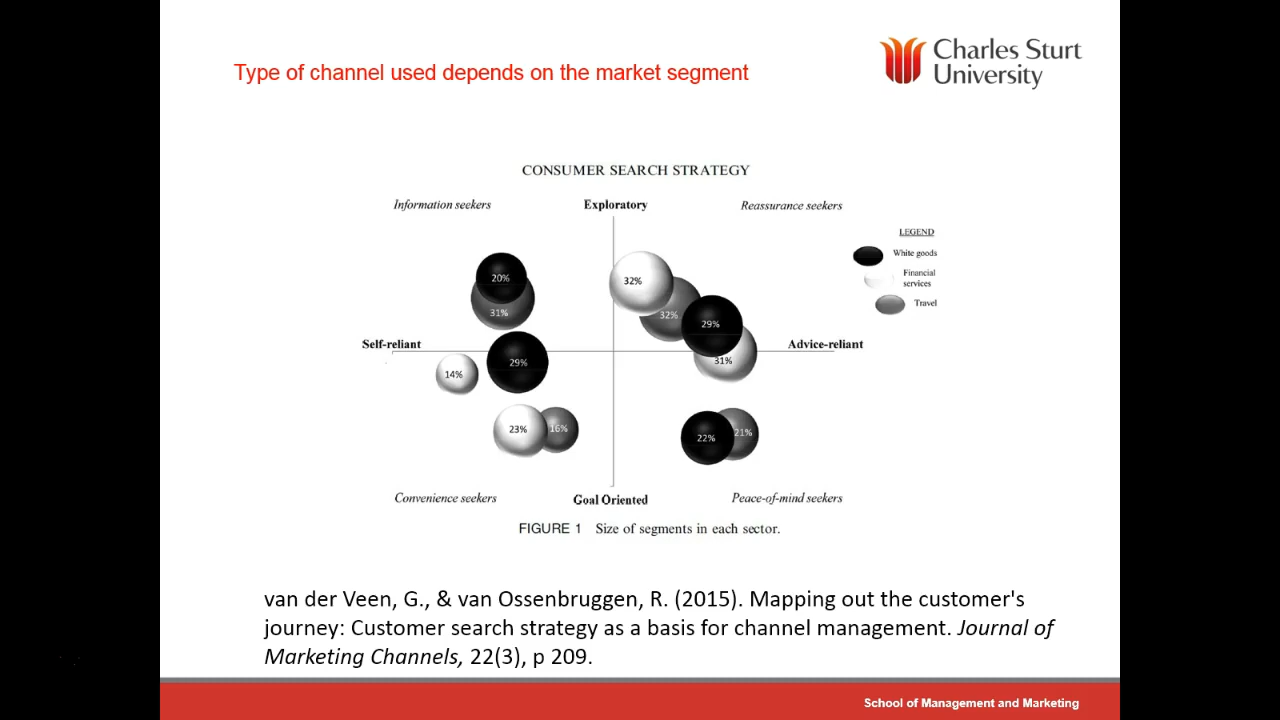 Type of channel used depends on the market segment
Charles Sturt
University
CONSUMER SEARCH STRATEGY
Information seekers
Exploratory
Reassurance seekers
LEGEND
White goods
Financial
services
Travel
20%
31%
32%
32%
29%
31%
Self-reliant
Advice-reliant
29%
14%
23%
16%
22%
21%
Convenience seekers
Goal Oriented
Peace-of-mind seekers
FIGURE 1 Size of segments in each sector.
van der Veen, G., & van Ossenbruggen, R. (2015). Mapping out the customer's
journey: Customer search strategy as a basis for channel management. Journal of
Marketing Channels, 22(3), p 209.
School of Management and Marketing